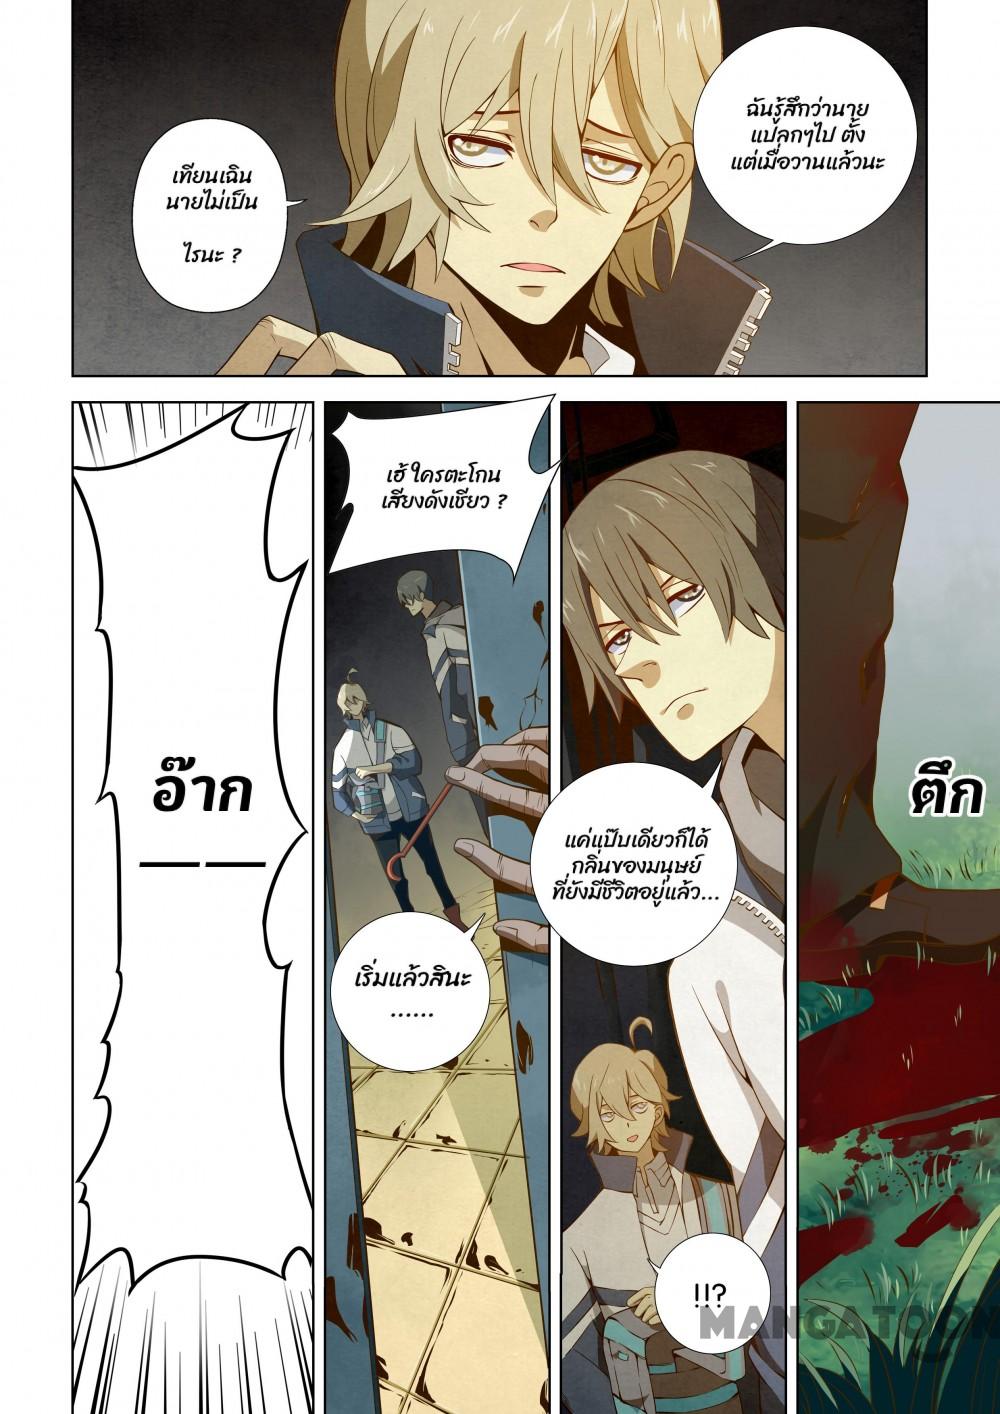 ฉันรู้สึกว่านาย
แปลกๆไป ตั้ง
แต่เมื่อวานแล้วนะ
เทียนเฉิน
นายไม่เป็น
ไรนะ ?
ตึก
แค่แป๊บเดียวก็ได้
กลิ่นของมนุษย์
ที่ยังมีชีวิตอยู่แล้ว...
!!?
เฮ้ ใครตะโกน
เสียงดังเชียว ?
เริ่มแล้วสินะ
......
อ๊าก
——
MANGATOON